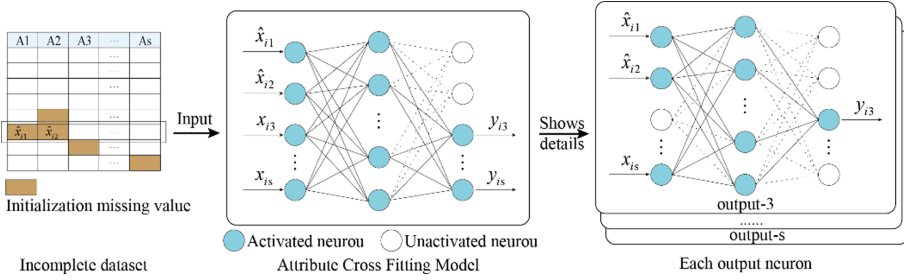 A1 A2 A3 ... As
...
...
...
...
...
x̂i1 x̂i2 ...
...
...
Initialization missing value
Incomplete dataset
Input
x̂i1
x̂i2
xi3 yi3
⋮ ⋮ ⋮
xis yis
Activated neurou Unactivated neurou
Attribute Cross Fitting Model
Shows
details
x̂i1
x̂i2
yi3
⋮ ⋮ ⋮
xis
output-3
......
output-s
Each output neuron